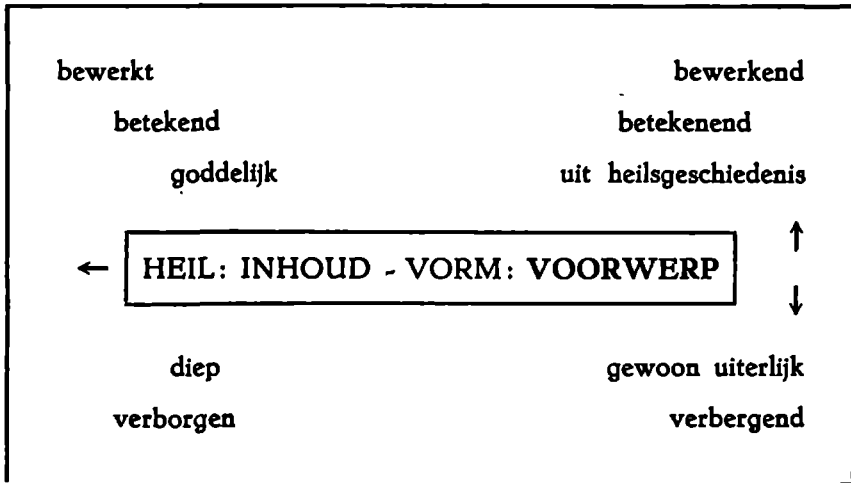 bewerkt bewerkend
betekend betekenend
goddelijk uit heilsgeschiedenis
↑
← HEIL: INHOUD - VORM: VOORWERP
↓
diep gewoon uiterlijk
verborgen verbergend